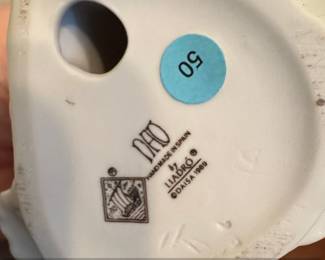 50
NAO
HANDMADE IN SPAIN
by
LLADRÓ
© DAISA 1989